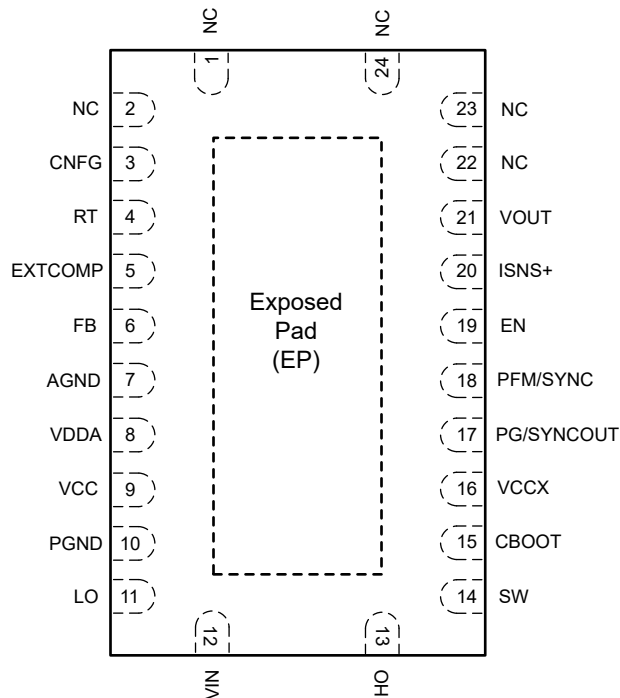 NC
NC
1
24
NC 2
23 NC
CNFG 3
22 NC
RT 4
21 VOUT
EXTCOMP 5
20 ISNS+
FB 6
19 EN
AGND 7
18 PFM/SYNC
VDDA 8
17 PG/SYNCOUT
VCC 9
16 VCCX
PGND 10
15 CBOOT
LO 11
14 SW
Exposed
Pad
(EP)
12
13
VIN
HO